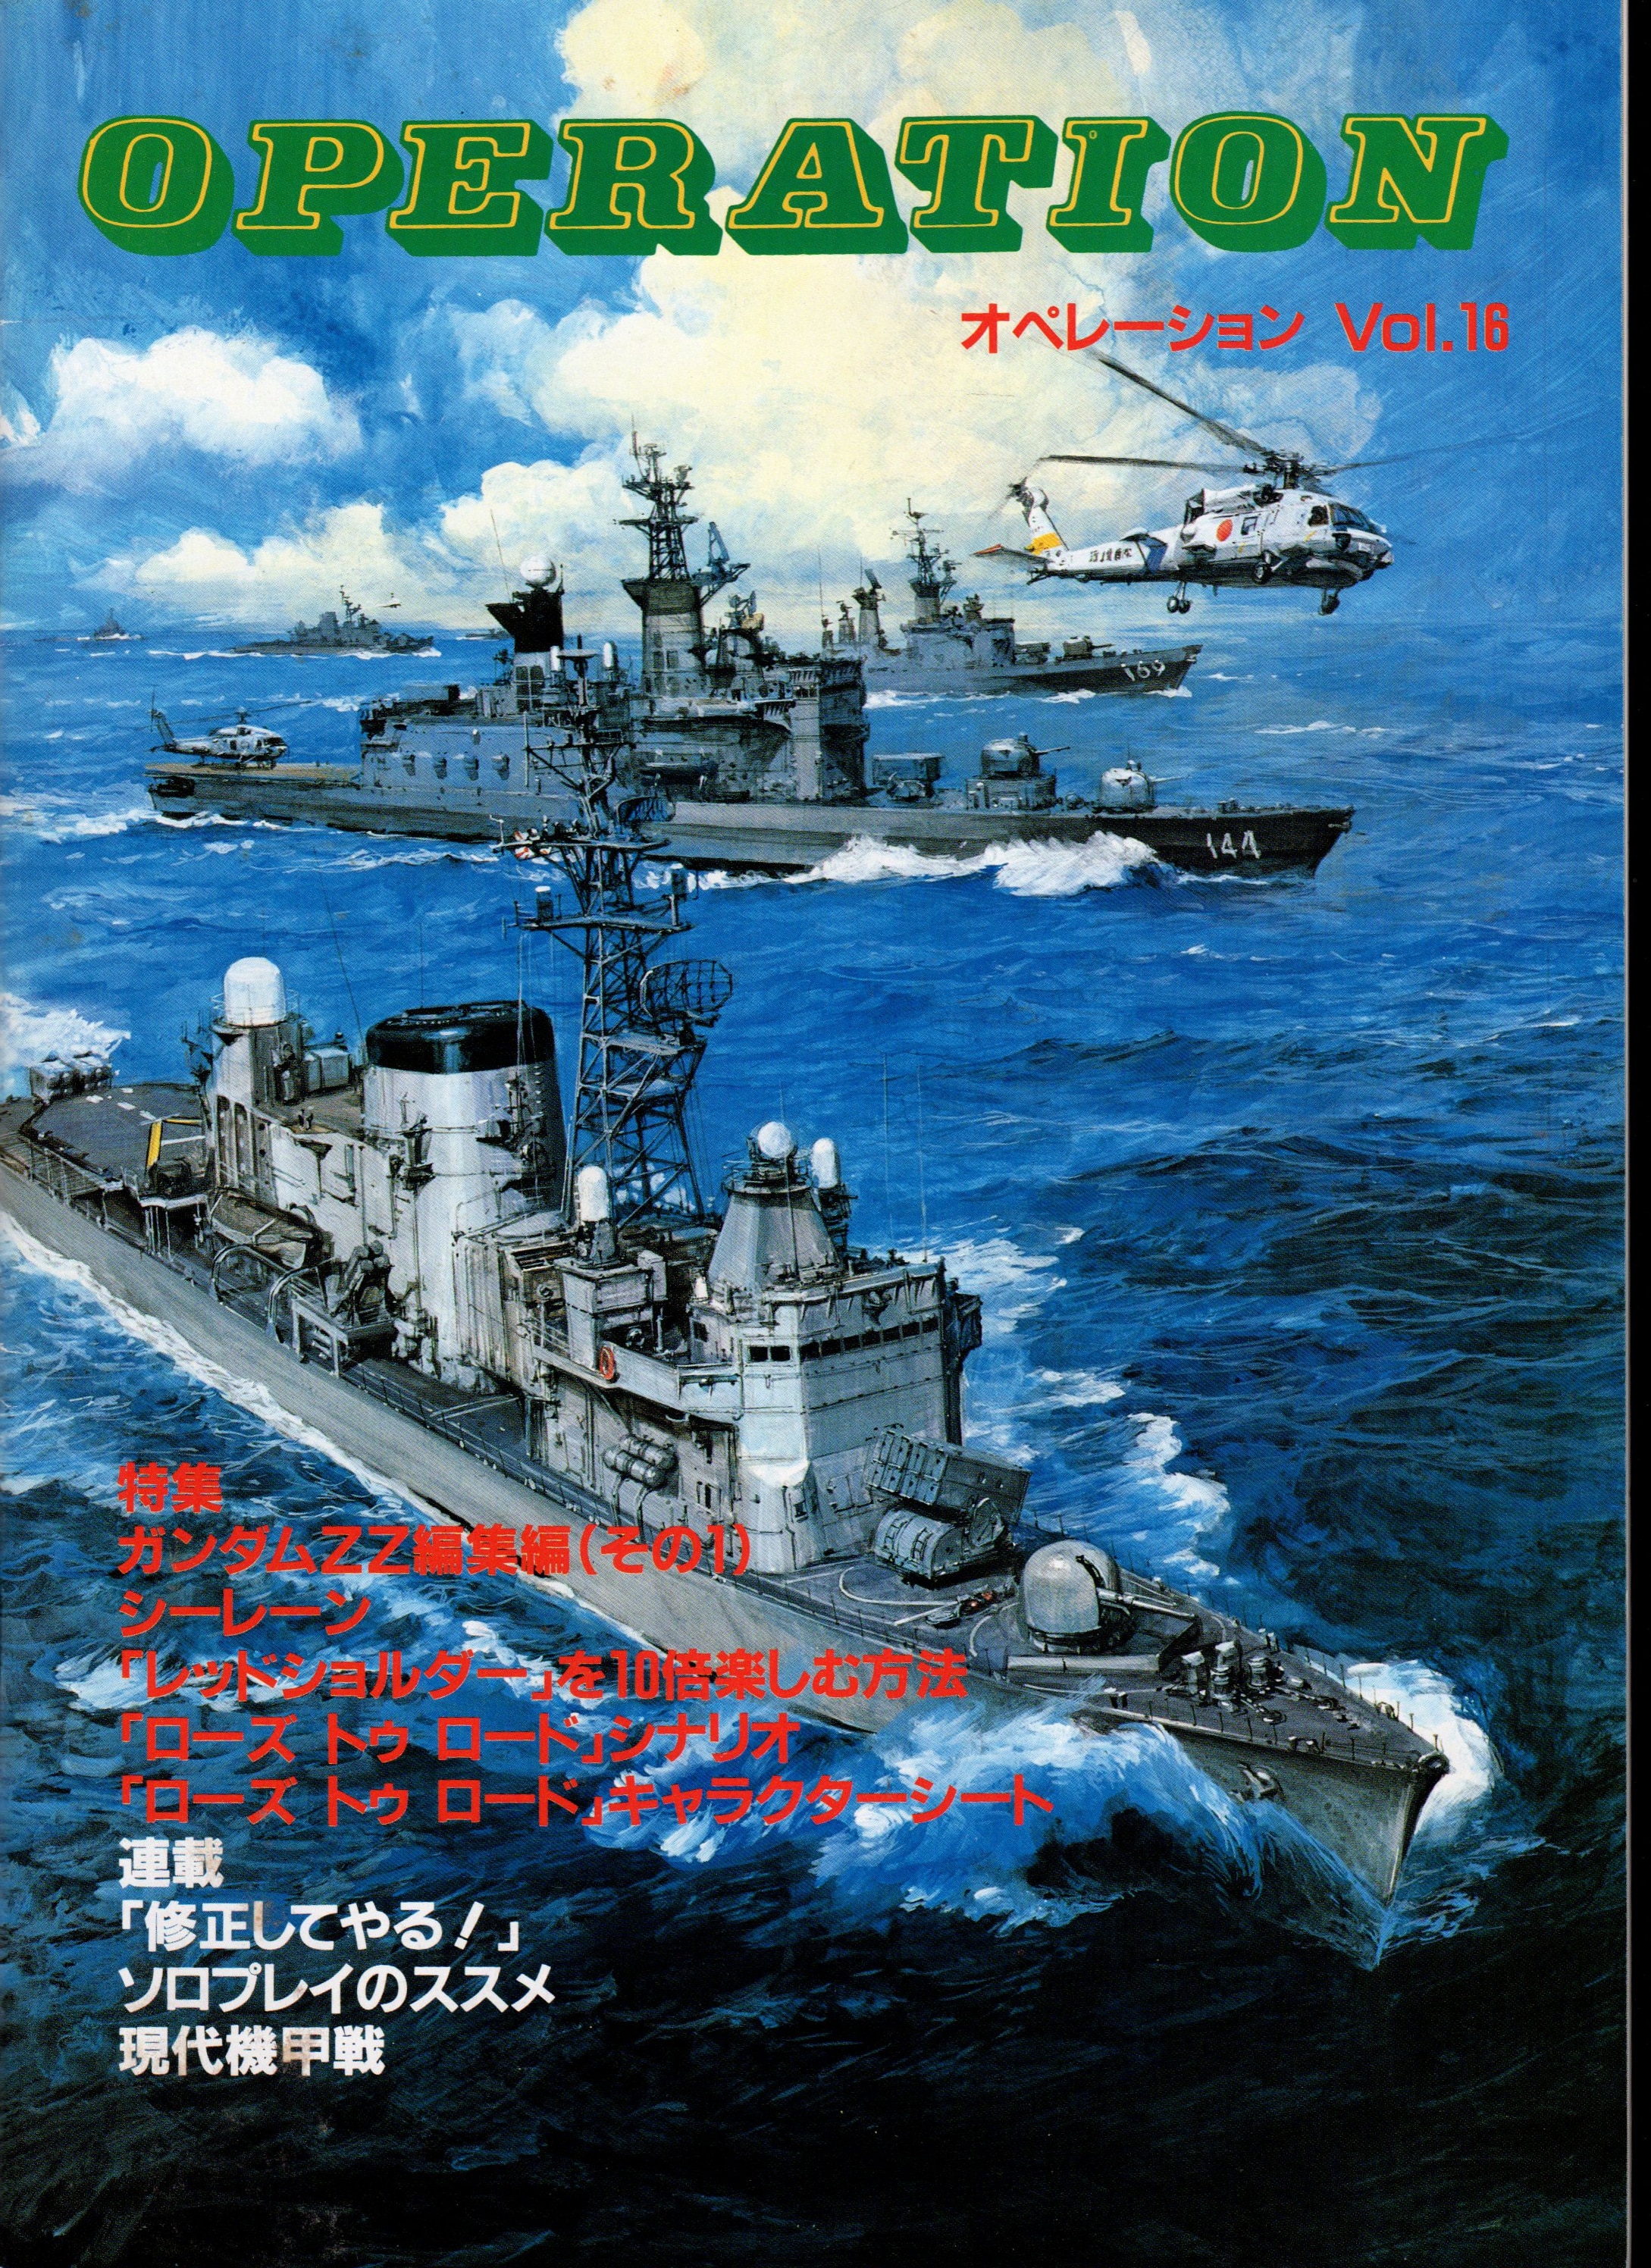 OPERATION
オペレーション Vol.16
169
144
特集
ガンダムZZ編集編(その1)
シーレーン
「レッドショルダー」を10倍楽しむ方法
「ローズ トゥ ロード」シナリオ
「ローズ トゥ ロード」キャラクターシート
連載
「修正してやる!」
ソロプレイのススメ
現代機甲戦